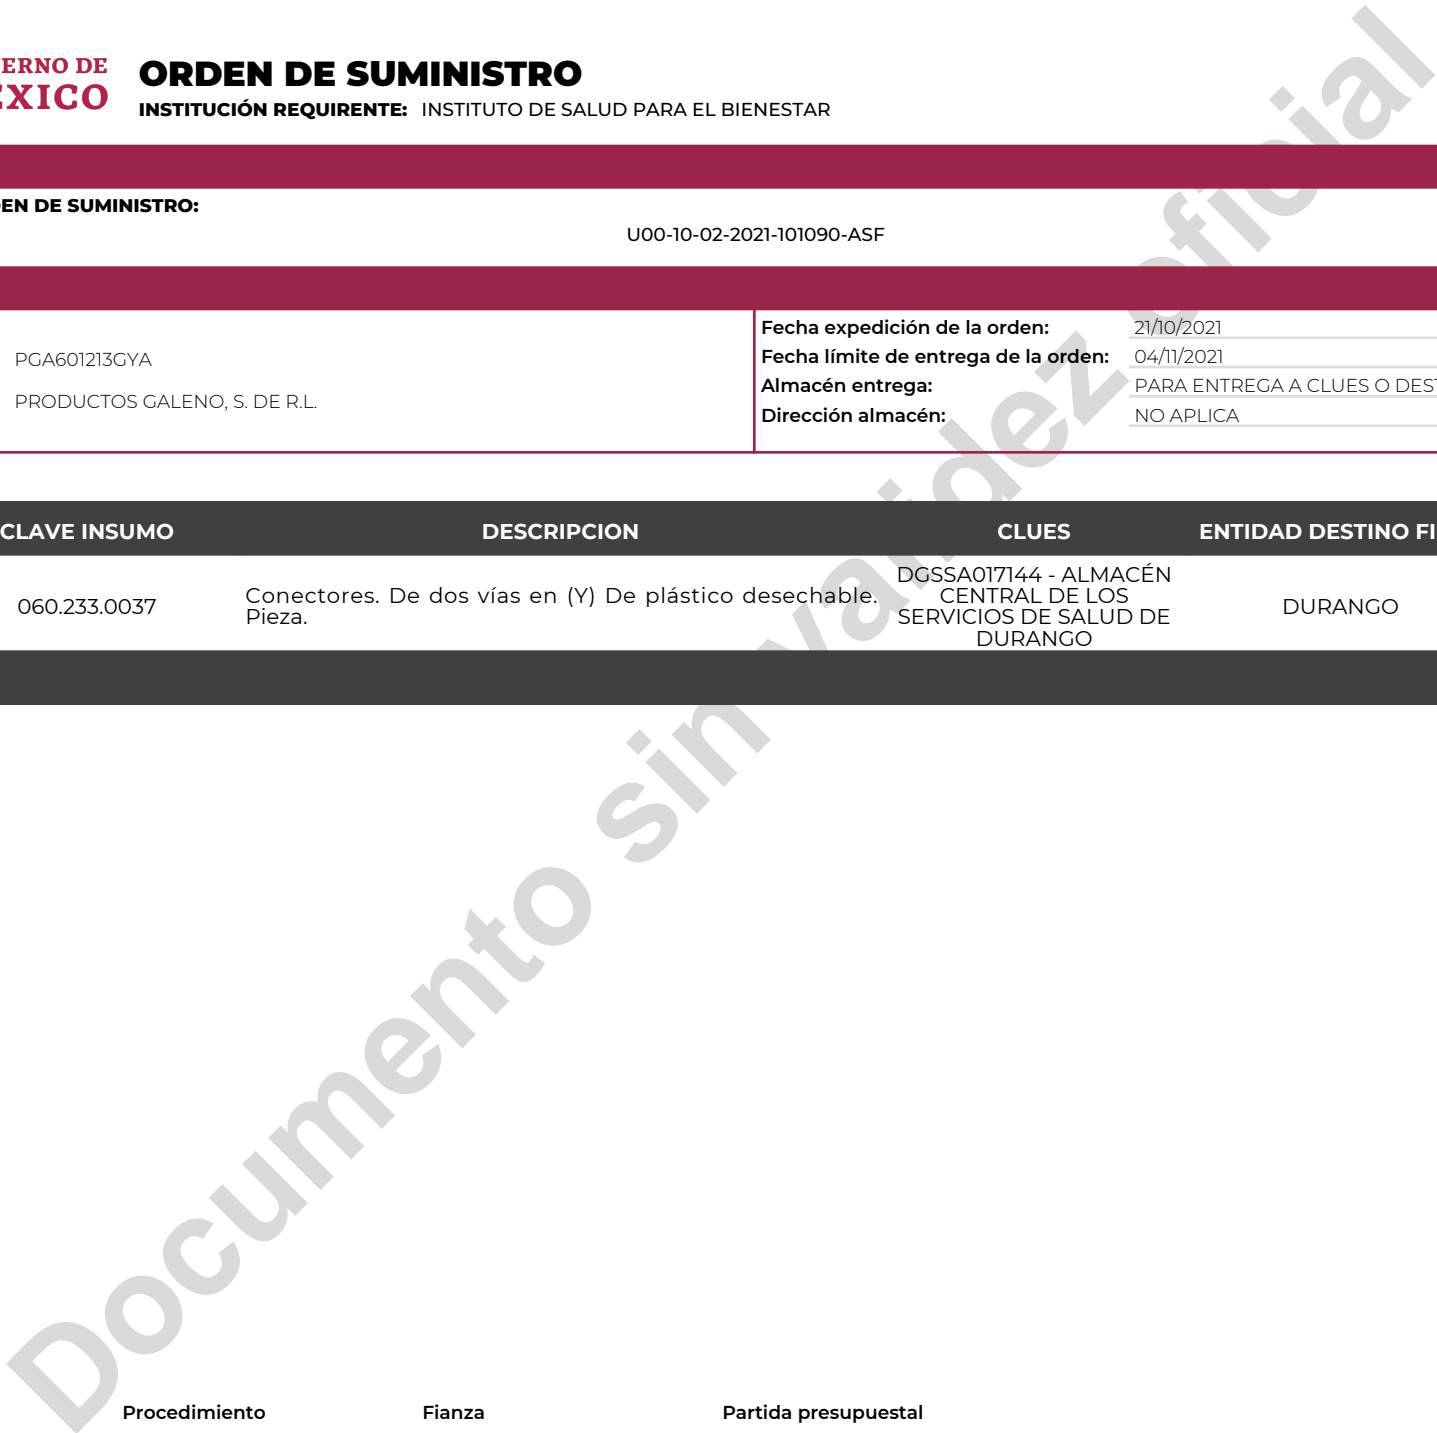 ERNO DE
EXICO
ORDEN DE SUMINISTRO
INSTITUCIÓN REQUIRENTE: INSTITUTO DE SALUD PARA EL BIENESTAR
EN DE SUMINISTRO:
U00-10-02-2021-101090-ASF
PGA601213GYA
PRODUCTOS GALENO, S. DE R.L.
Fecha expedición de la orden: 21/10/2021
Fecha límite de entrega de la orden: 04/11/2021
Almacén entrega: PARA ENTREGA A CLUES O DEST
Dirección almacén: NO APLICA
CLAVE INSUMO DESCRIPCION CLUES ENTIDAD DESTINO FI
060.233.0037
Conectores. De dos vías en (Y) De plástico desechable.
Pieza.
DGSSA017144 - ALMACÉN
CENTRAL DE LOS
SERVICIOS DE SALUD DE
DURANGO
DURANGO
Documento sin validez oficial
Procedimiento Fianza Partida presupuestal